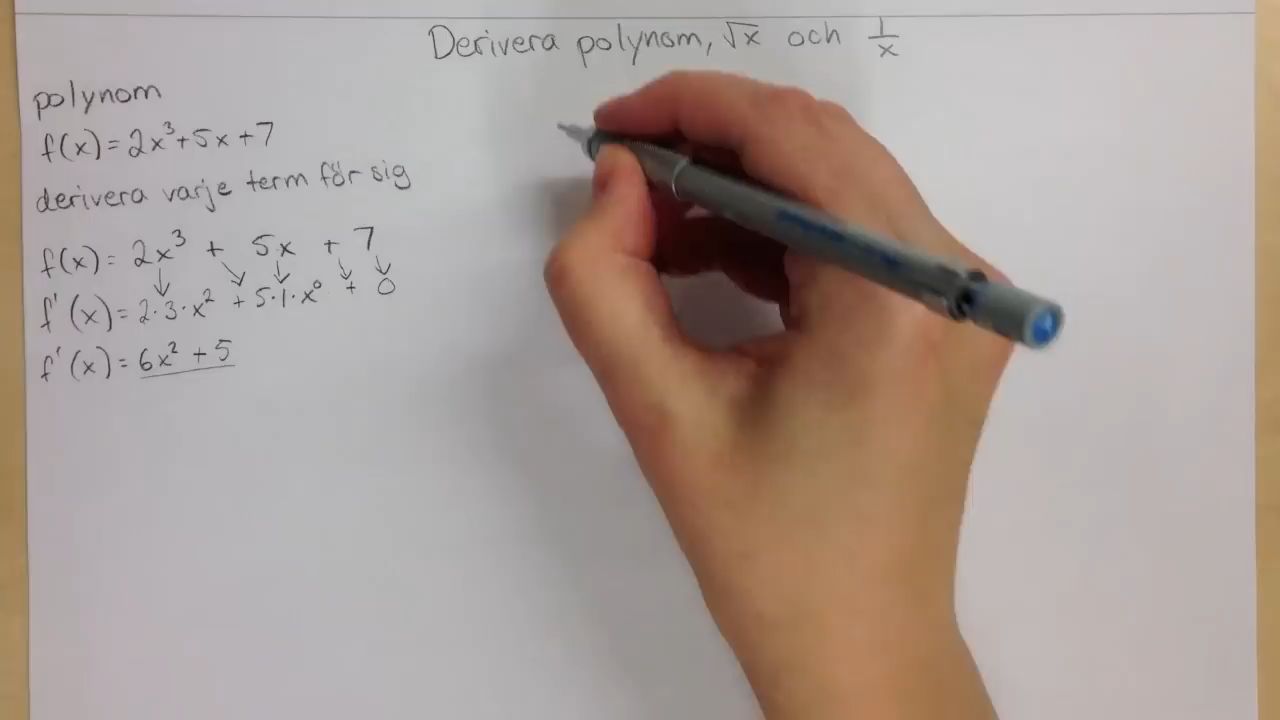 Derivera polynom, √x och 1/x
polynom
f(x)=2x³+5x+7
derivera varje term för sig
f(x)= 2x³ + 5x + 7
f'(x)= 2·3·x² + 5·1·x⁰ + 0
f'(x)= 6x² + 5